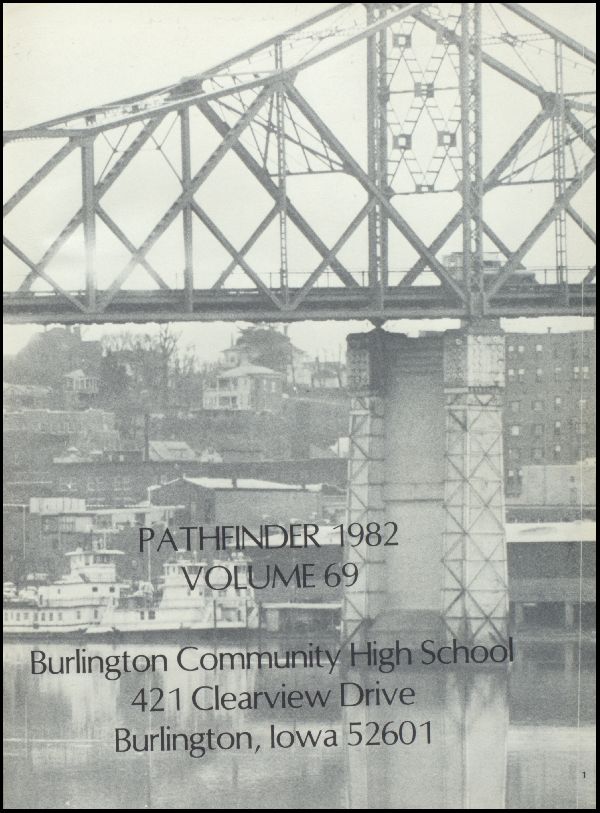 PATHFINDER 1982
VOLUME 69
Burlington Community High School
421 Clearview Drive
Burlington, Iowa 52601
1